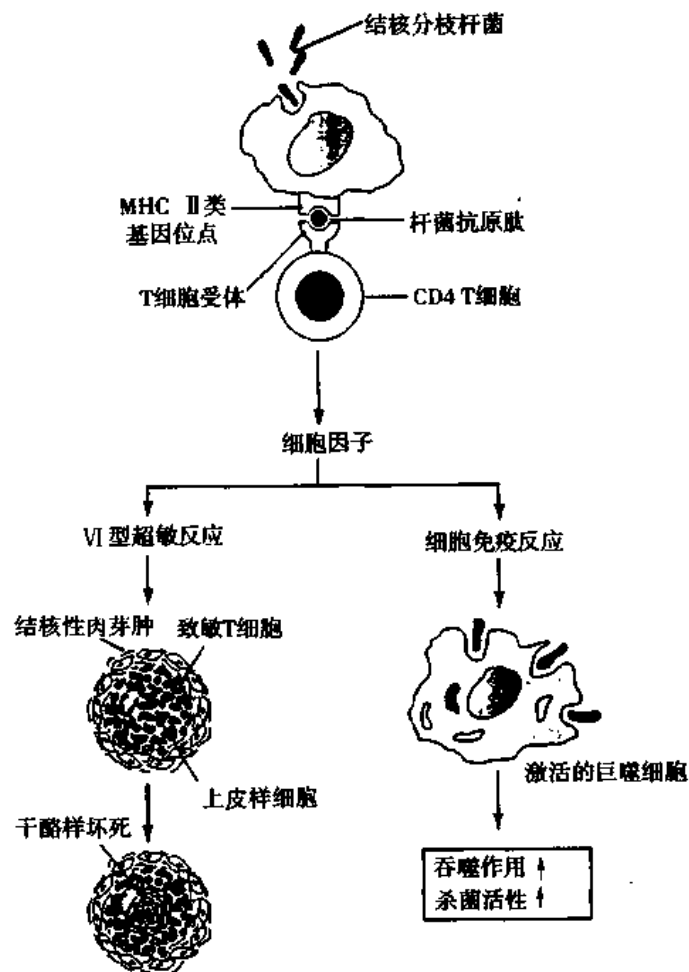 结核分枝杆菌
MHC Ⅱ类
基因位点
杆菌抗原肽
T细胞受体
CD4 T细胞
细胞因子
Ⅵ型超敏反应
细胞免疫反应
结核性肉芽肿
致敏T细胞
上皮样细胞
激活的巨噬细胞
干酪样坏死
吞噬作用↑
杀菌活性↑